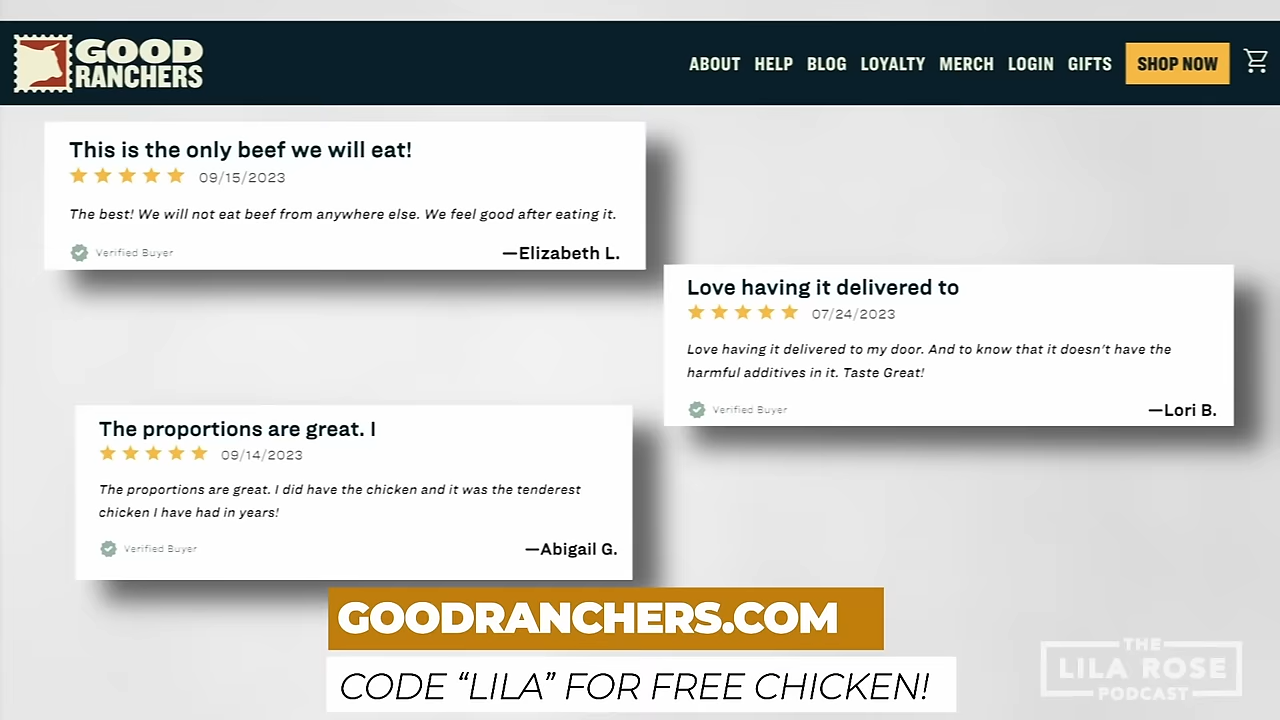 GOOD RANCHERS
ABOUT HELP BLOG LOYALTY MERCH LOGIN GIFTS SHOP NOW
This is the only beef we will eat!
09/15/2023
The best! We will not eat beef from anywhere else. We feel good after eating it.
Verified Buyer
—Elizabeth L.
Love having it delivered to
07/24/2023
Love having it delivered to my door. And to know that it doesn't have the
harmful additives in it. Taste Great!
Verified Buyer
—Lori B.
The proportions are great. I
09/14/2023
The proportions are great. I did have the chicken and it was the tenderest
chicken I have had in years!
Verified Buyer
—Abigail G.
GOODRANCHERS.COM
CODE “LILA” FOR FREE CHICKEN!
THE
LILA ROSE
PODCAST